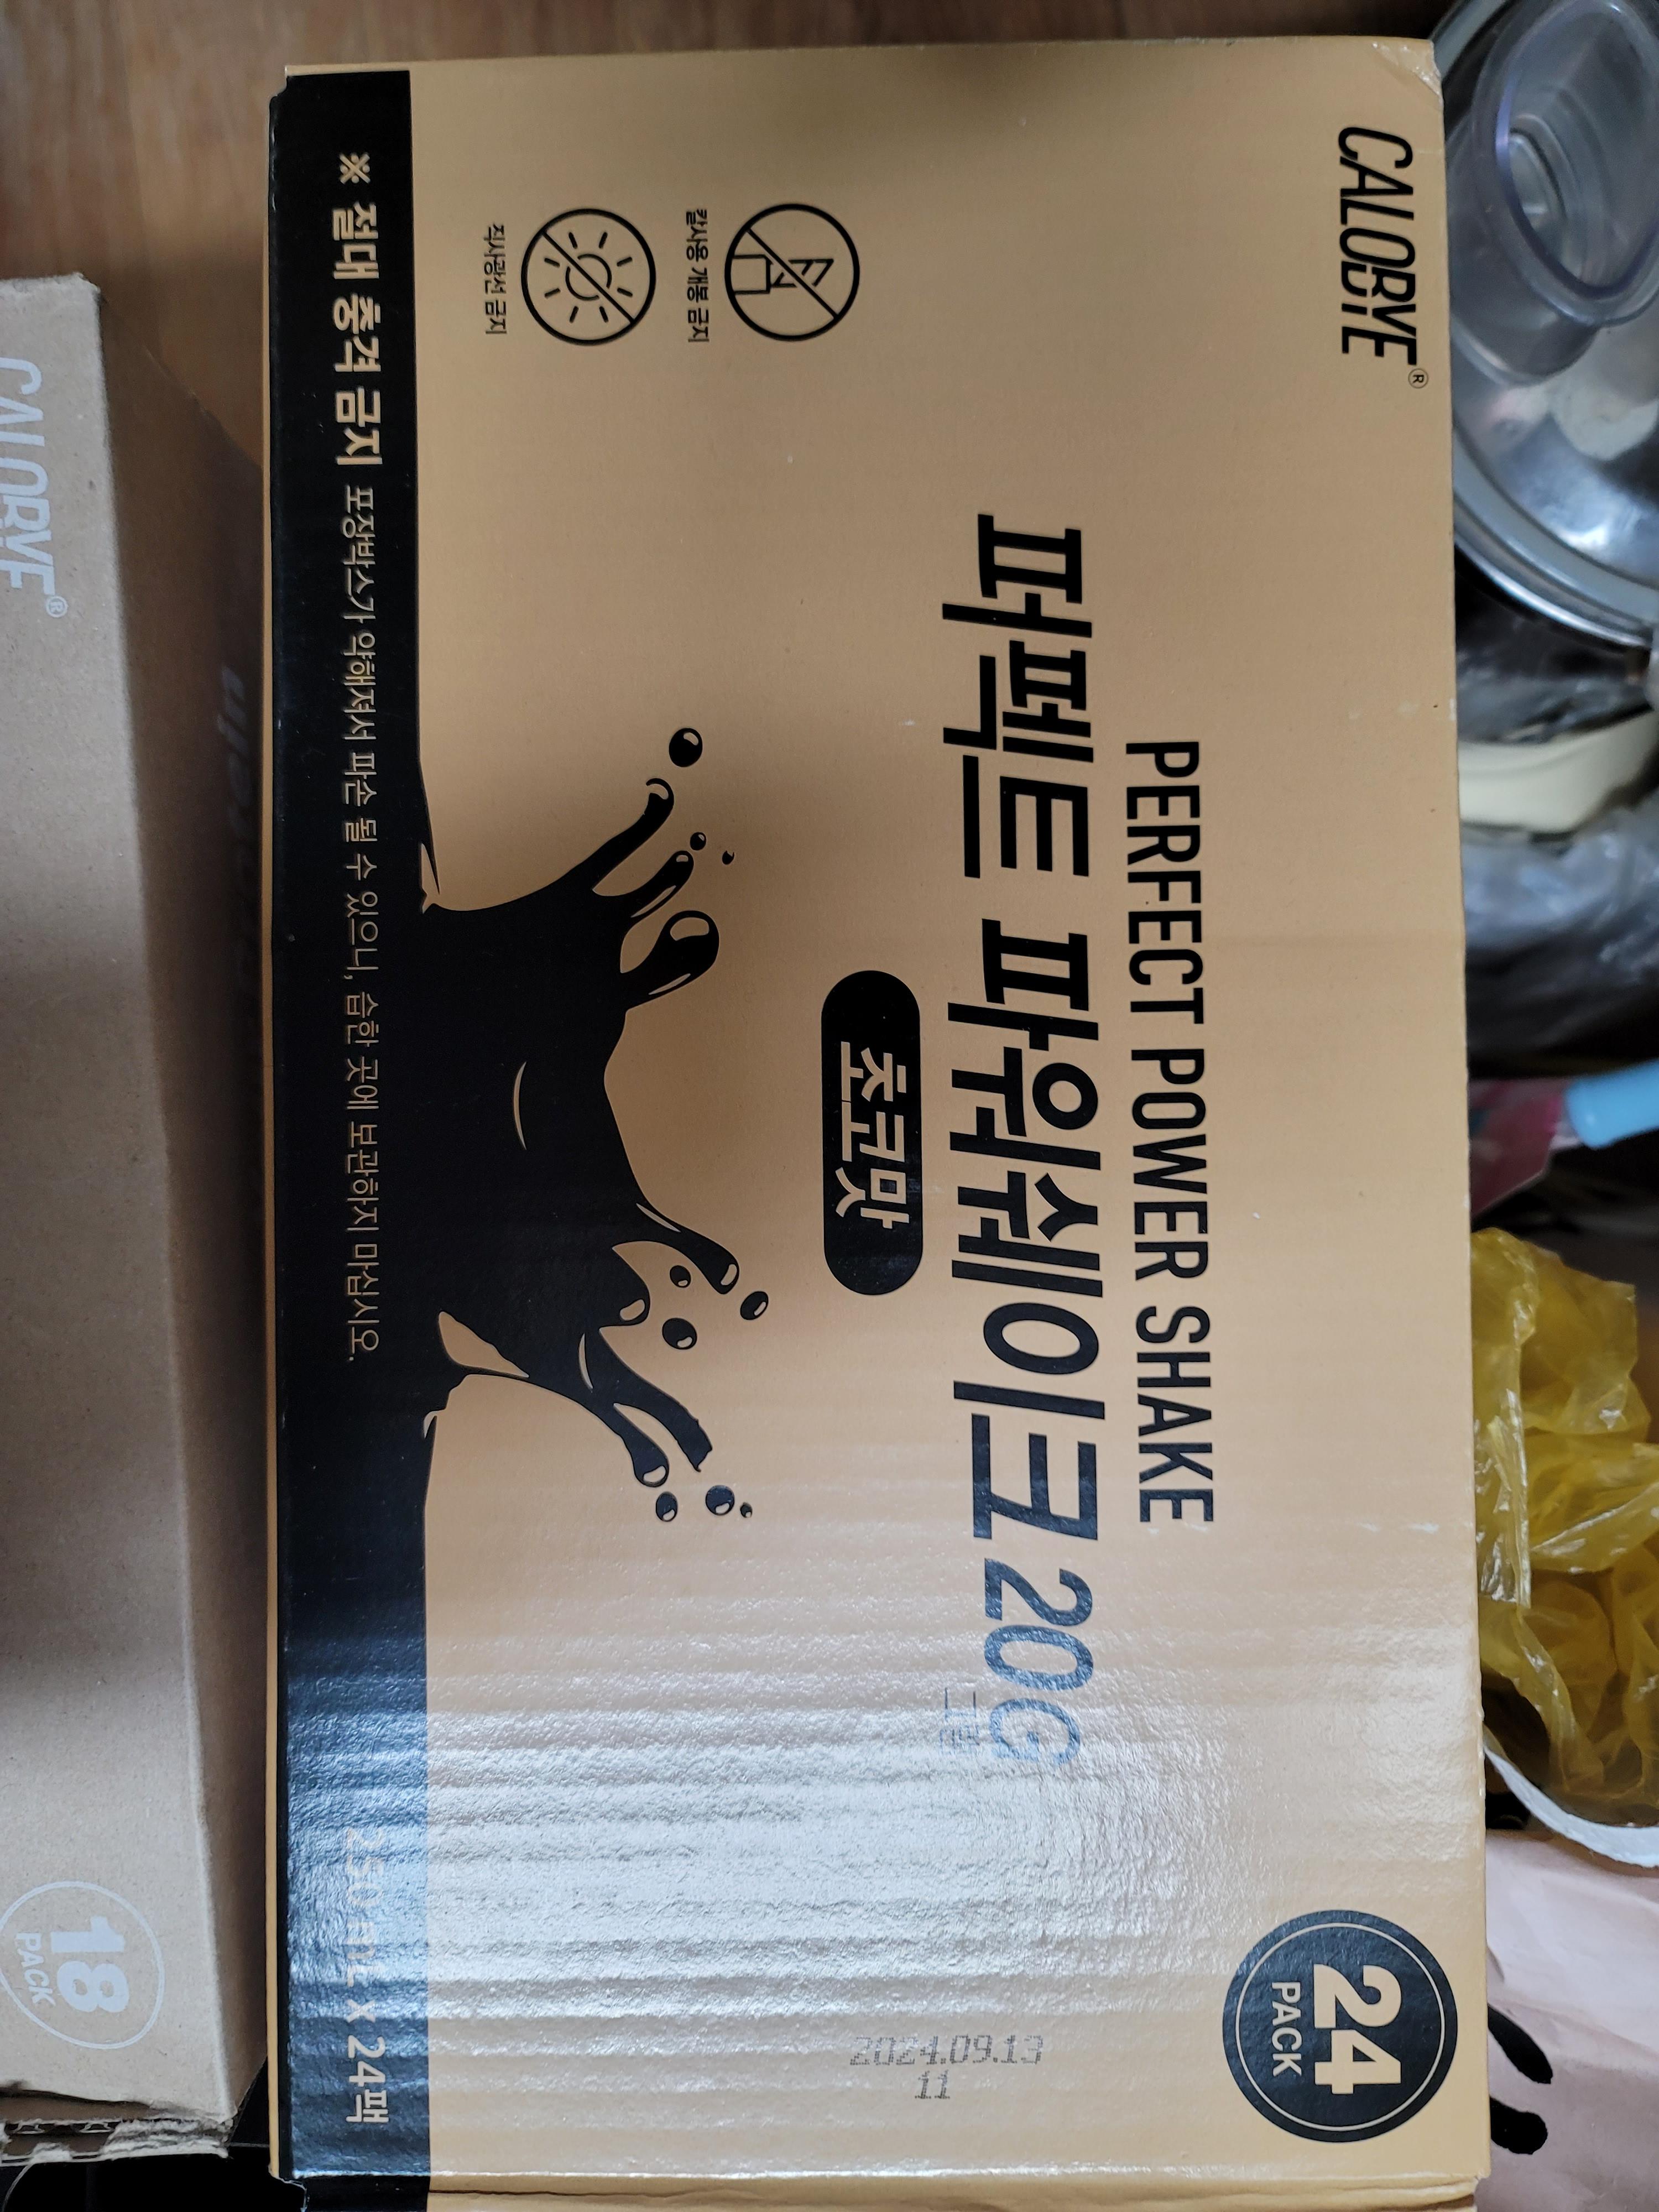 CALOBYE®
24
PACK
PERFECT POWER SHAKE
퍼펙트 파워쉐이크 20G
그램
초코맛
칼사용 개봉 금지
직사광선 금지
2024.09.13
11
※ 절대 충격 금지 포장박스가 약해져서 파손 될 수 있으니, 습한 곳에 보관하지 마십시오.
250mL x 24팩
CALOBYE®
18
PACK